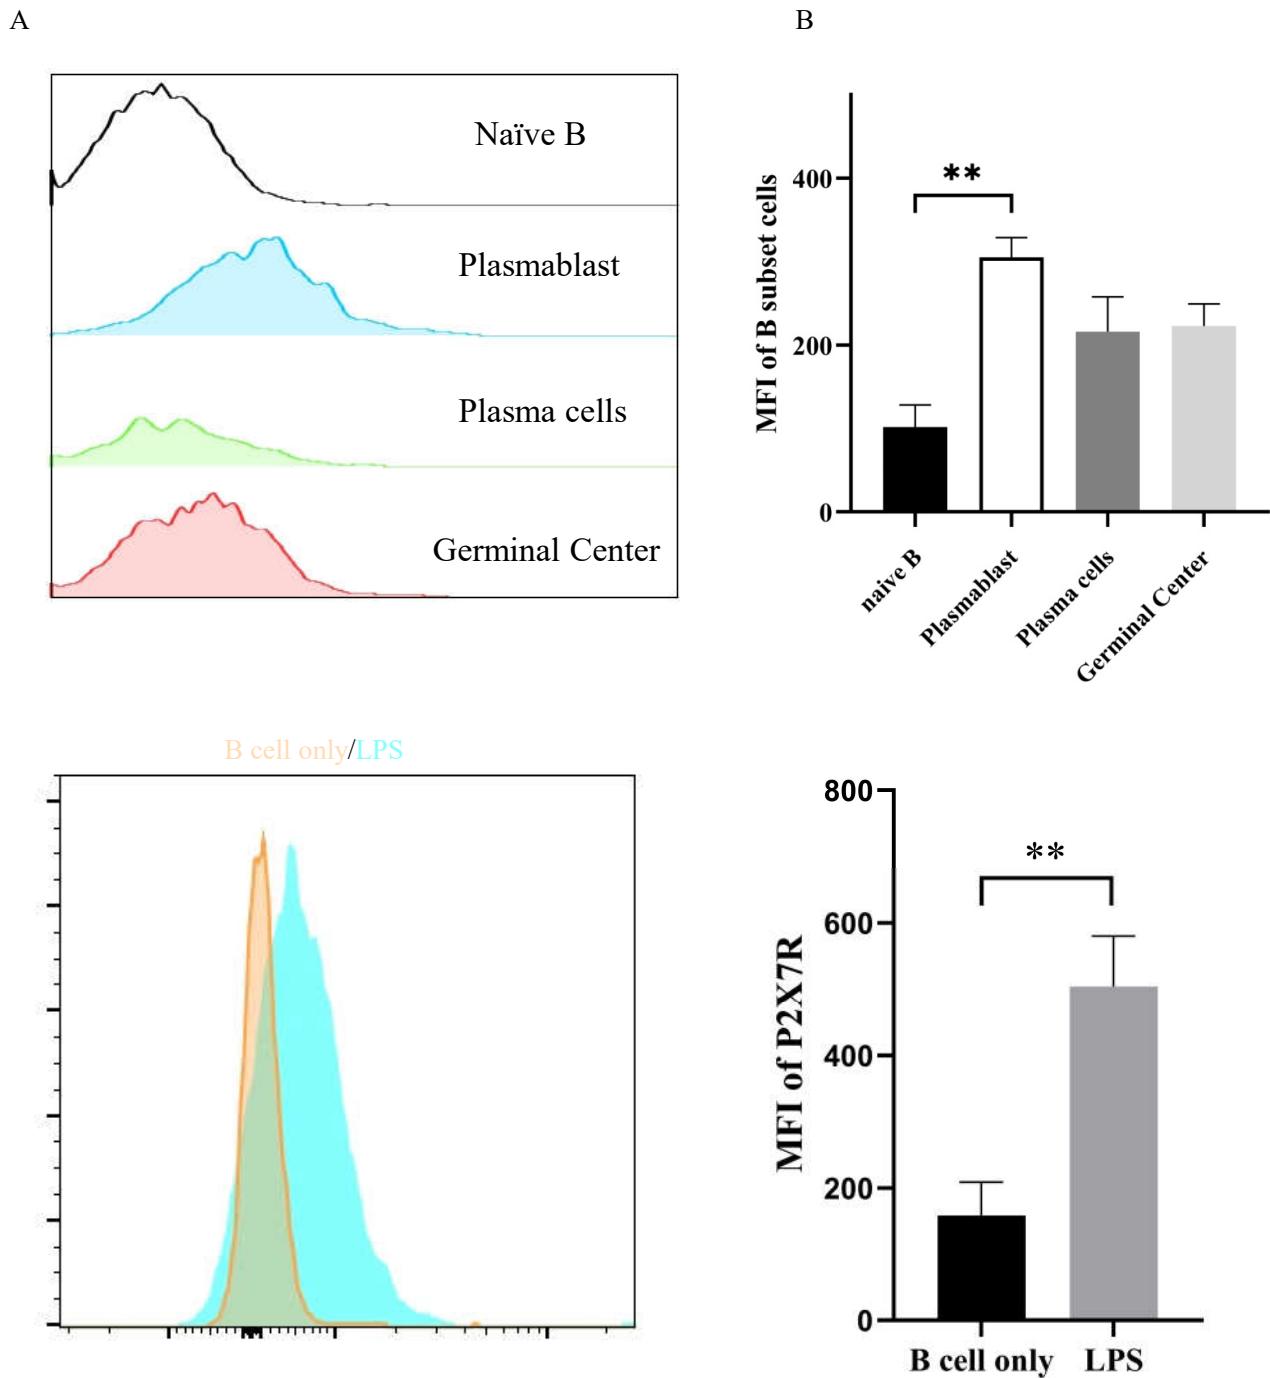 A
B
Naïve B
Plasmablast
Plasma cells
Germinal Center
MFI of B subset cells
400
200
0
**
naive B
Plasmablast
Plasma cells
Germinal Center
B cell only/LPS
MFI of P2X7R
800
600
400
200
0
**
B cell only
LPS